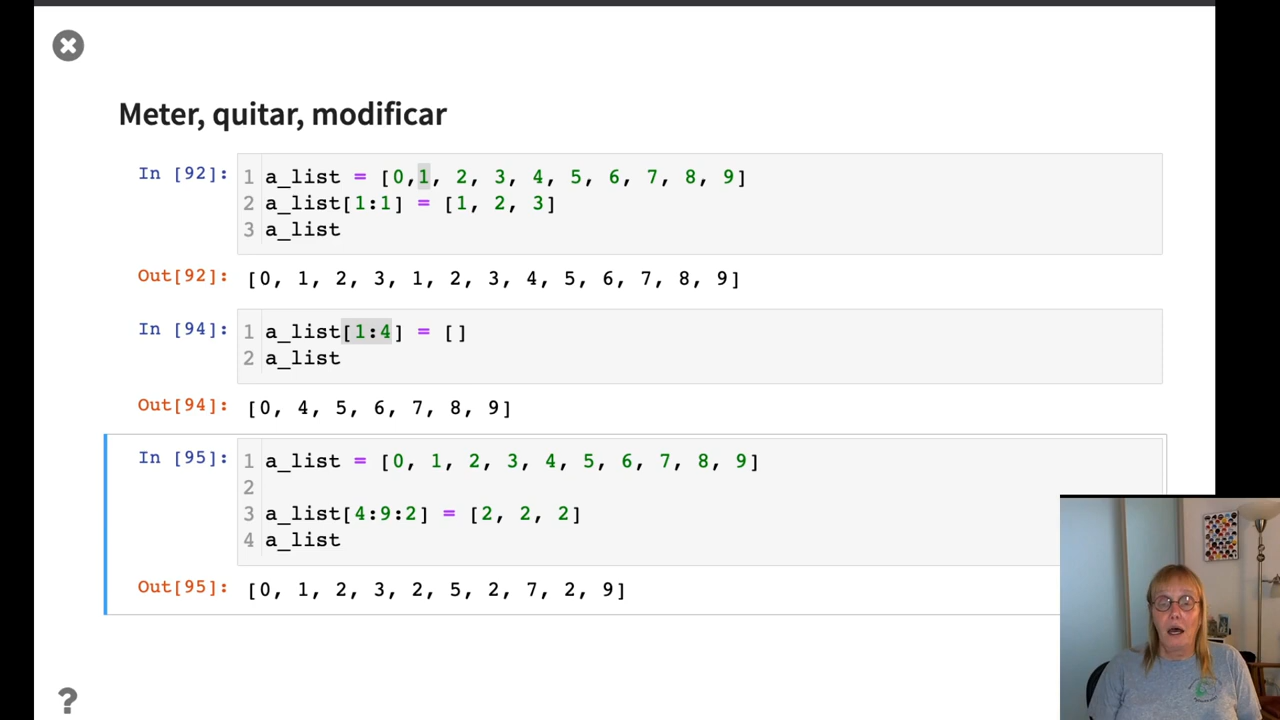 Meter, quitar, modificar
In [92]:
1 a_list = [0,1, 2, 3, 4, 5, 6, 7, 8, 9]
2 a_list[1:1] = [1, 2, 3]
3 a_list
Out[92]: [0, 1, 2, 3, 1, 2, 3, 4, 5, 6, 7, 8, 9]
In [94]:
1 a_list[1:4] = []
2 a_list
Out[94]: [0, 4, 5, 6, 7, 8, 9]
In [95]:
1 a_list = [0, 1, 2, 3, 4, 5, 6, 7, 8, 9]
2
3 a_list[4:9:2] = [2, 2, 2]
4 a_list
Out[95]: [0, 1, 2, 3, 2, 5, 2, 7, 2, 9]
?